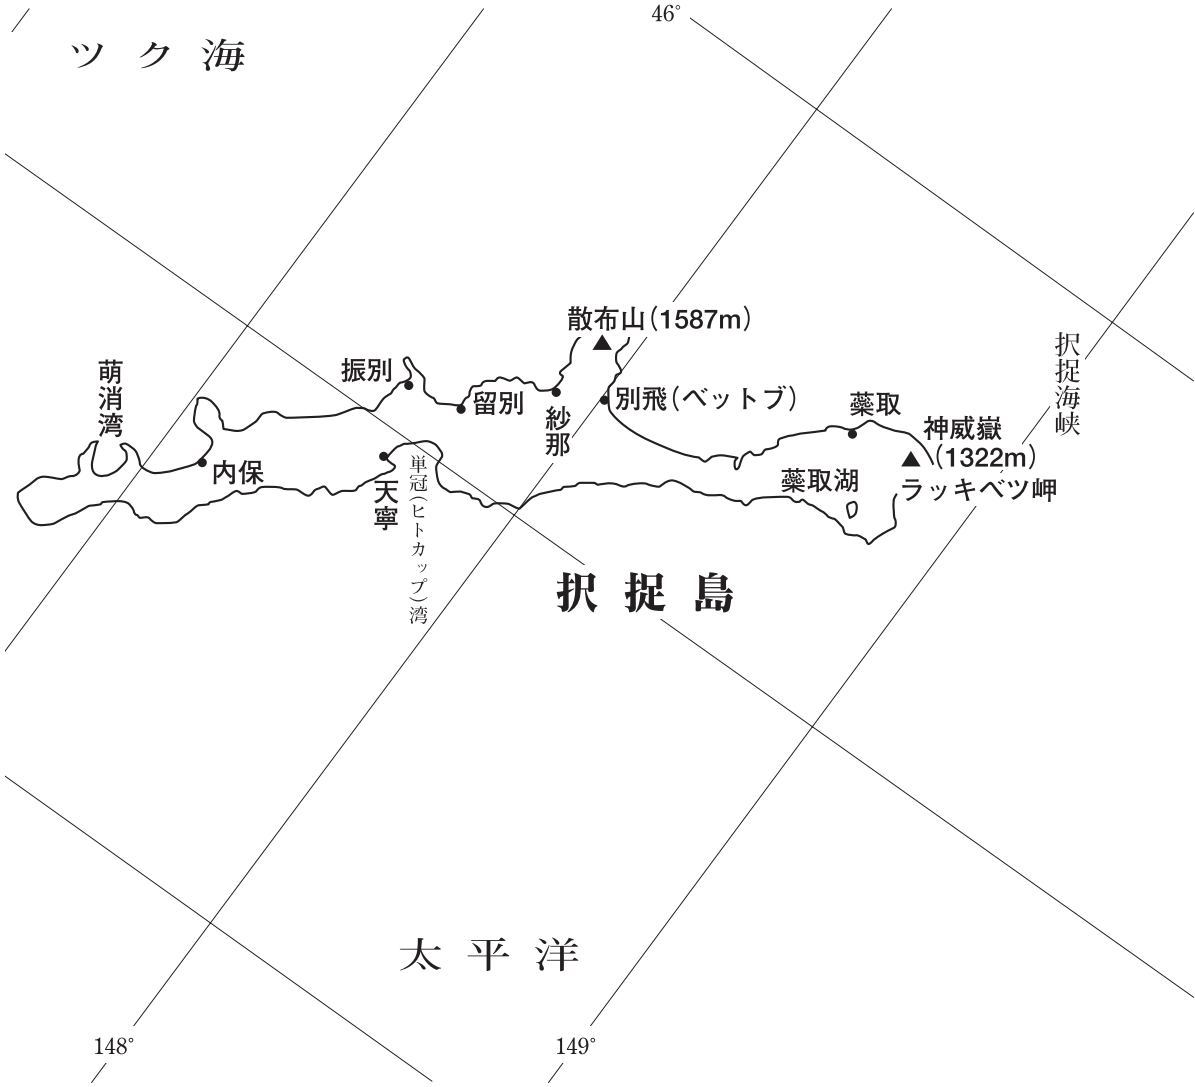 46°
ツク海
散布山(1587m)
択捉海峡
振別
萌消湾
留別
別飛(ベットブ)
紗那
蘂取
神威嶽
(1322m)
内保
単冠(ヒトカップ)湾
天寧
蘂取湖
ラッキベツ岬
択捉島
太平洋
148°
149°